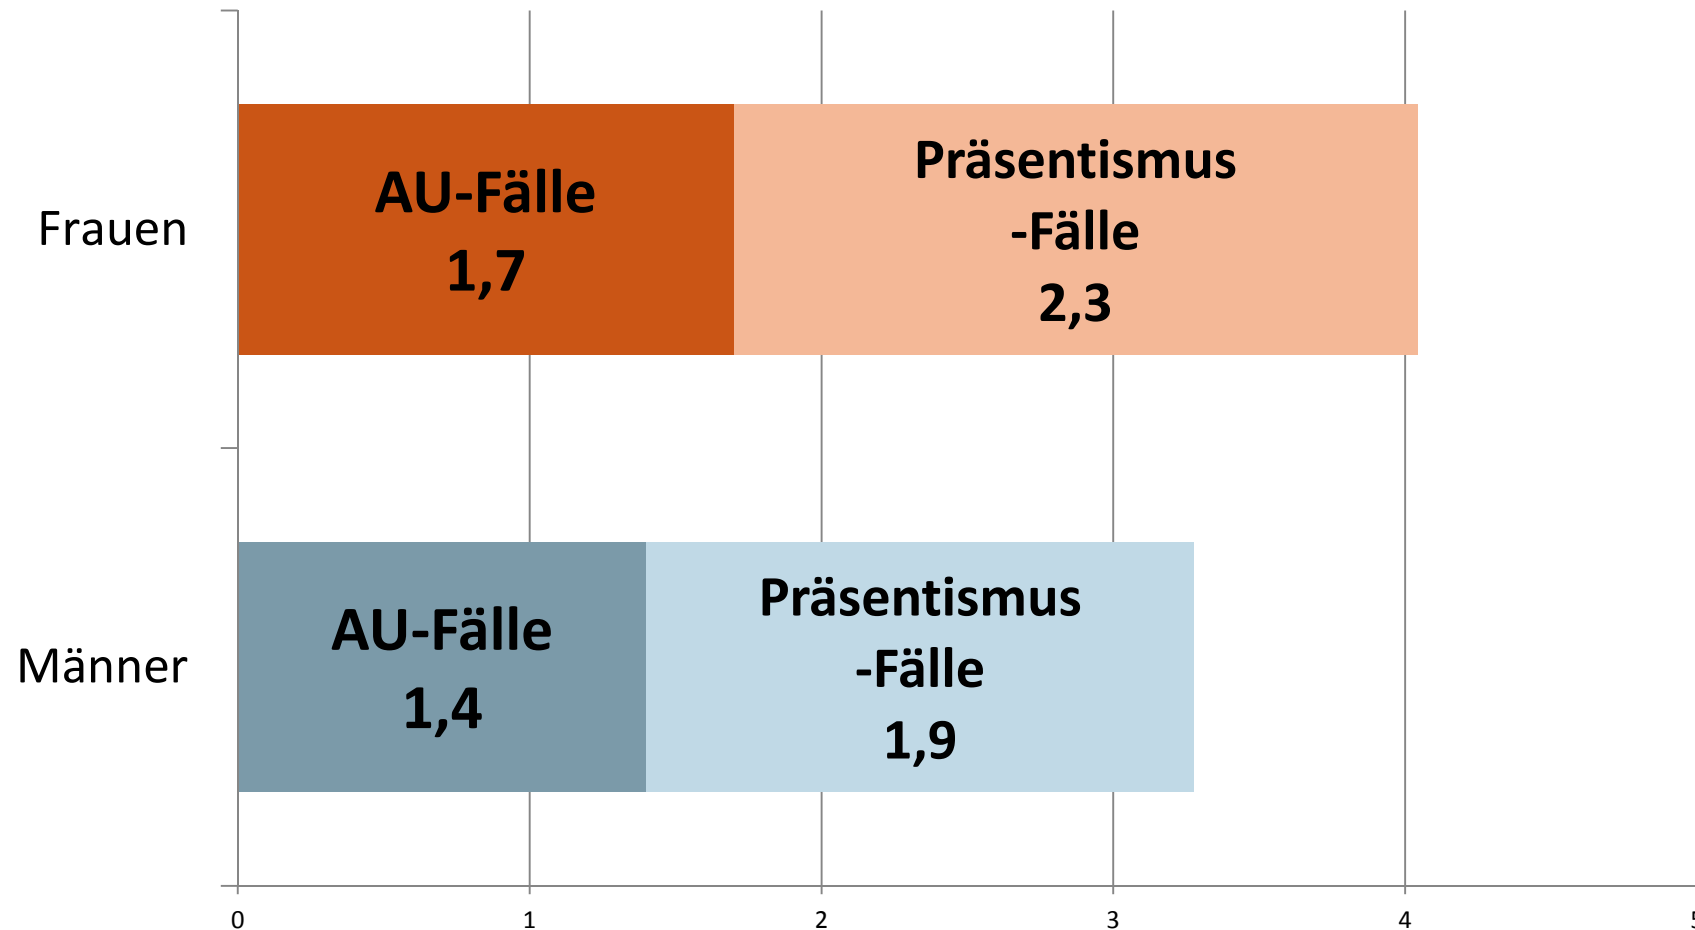 Frauen
AU-Fälle
1,7
Präsentismus
-Fälle
2,3
Männer
AU-Fälle
1,4
Präsentismus
-Fälle
1,9
0 1 2 3 4